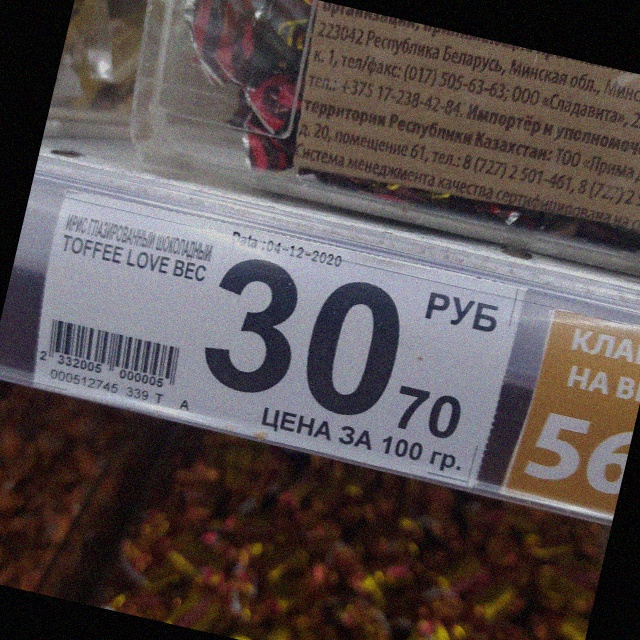 223042 Республика Беларусь, Минская обл., Минс
к. 1, тел/факс: (017) 505-63-63; ООО «Сладавита», 2
тел.: +375 17-238-42-84. Импортёр и уполномоч
территории Республики Казахстан: ТОО «Прима,
д. 20, помещение 61, тел.: 8 (727) 2 501-461, 8 (727) 2
истема менеджмента качества сертифицирована
ИРИС ГЛАЗИРОВАННЫЙ ШОКОЛАДНЫЙ
TOFFEE LOVE ВЕС
Data :04-12-2020
30 70
РУБ
2 332005 000005
000512745 339 T A
ЦЕНА ЗА 100 гр.
КЛА
НА В
56